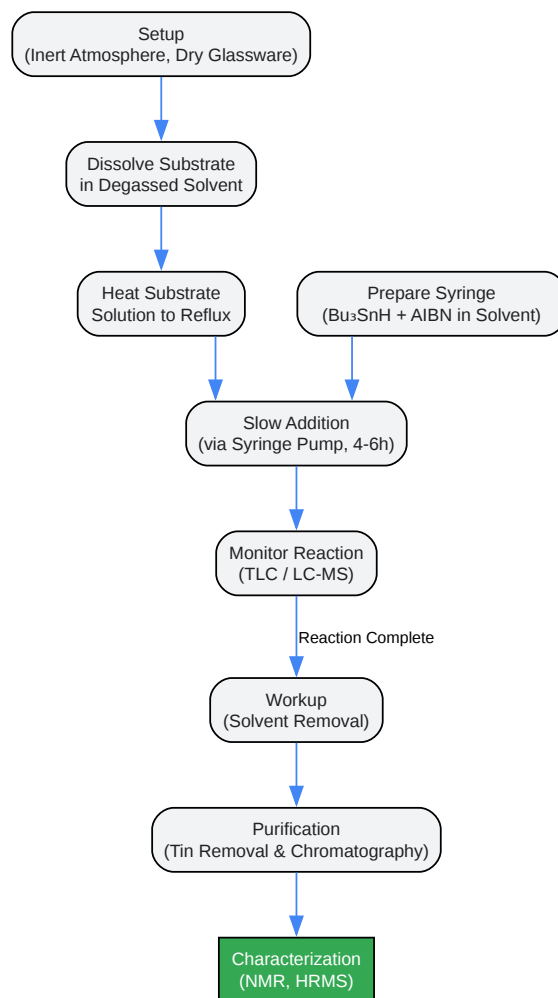 Setup
(Inert Atmosphere, Dry Glassware)
Dissolve Substrate
in Degassed Solvent
Heat Substrate
Solution to Reflux
Prepare Syringe
(Bu₃SnH + AIBN in Solvent)
Slow Addition
(via Syringe Pump, 4-6h)
Monitor Reaction
(TLC / LC-MS)
Reaction Complete
Workup
(Solvent Removal)
Purification
(Tin Removal & Chromatography)
Characterization
(NMR, HRMS)